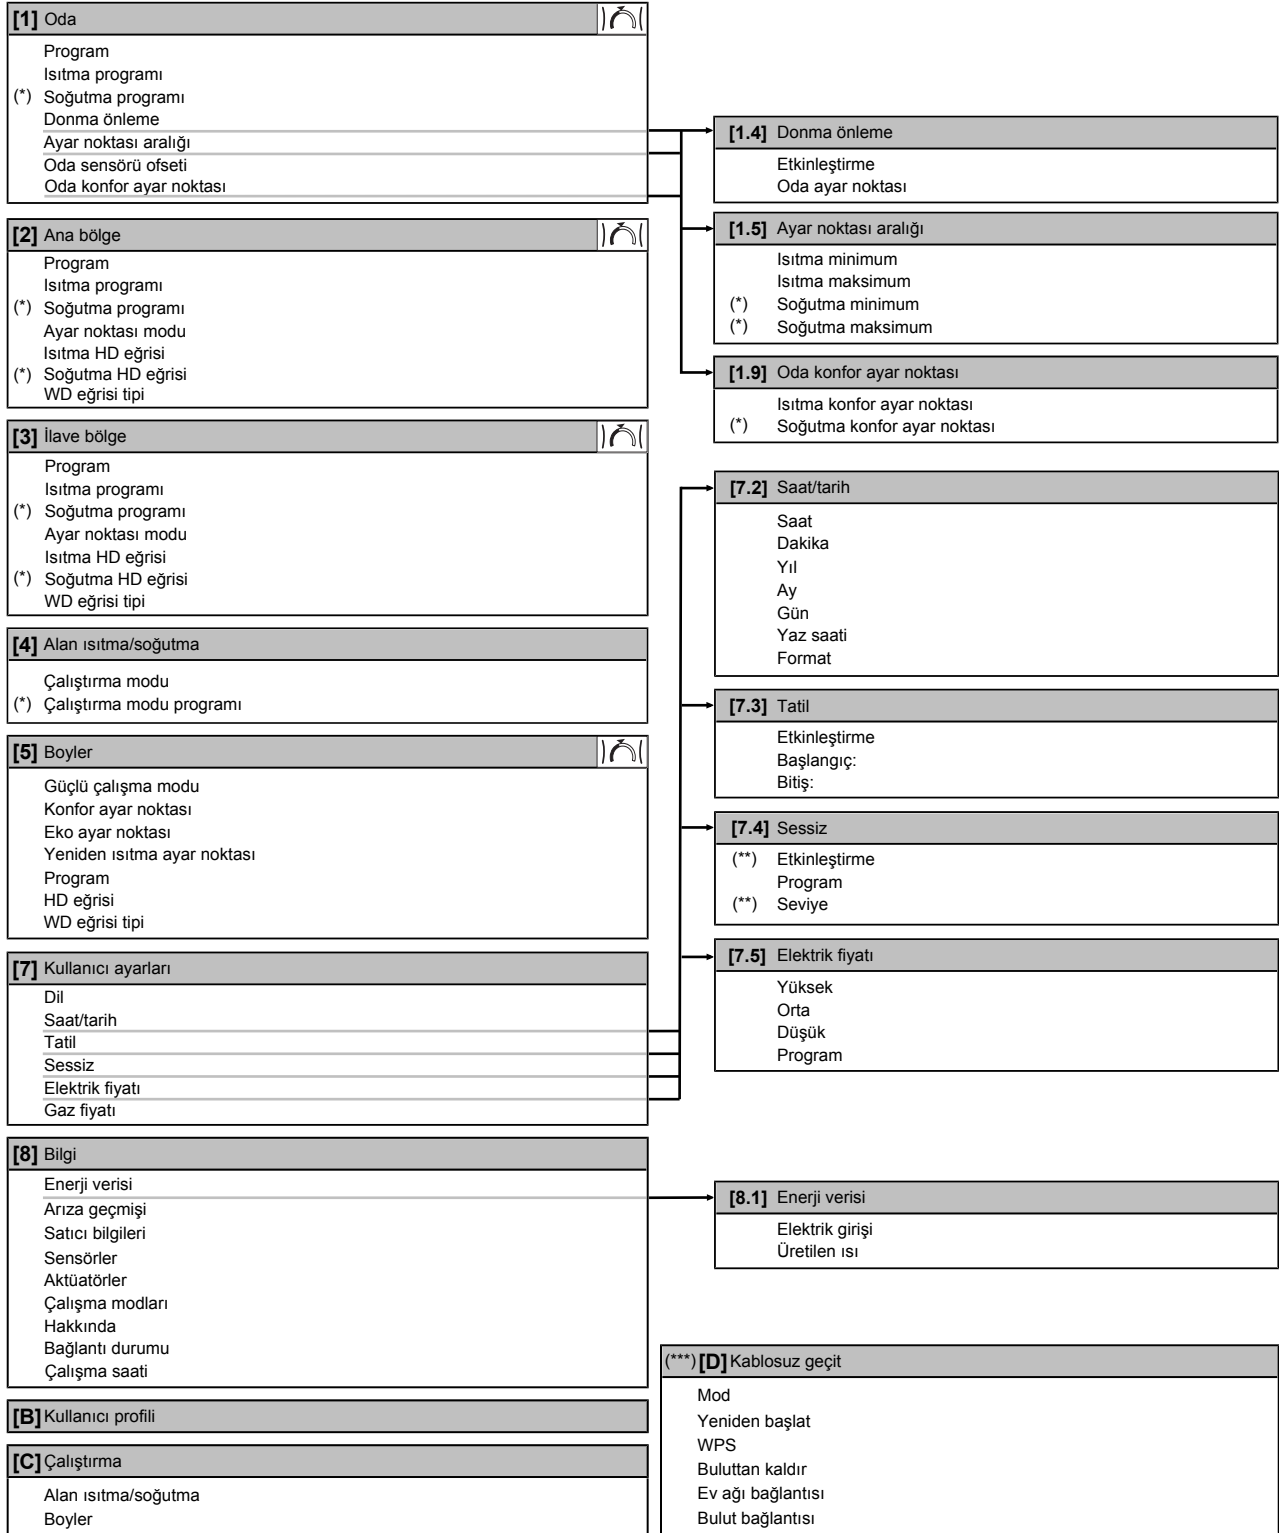 [1] Oda
Program
Isıtma programı
(*) Soğutma programı
Donma önleme
Ayar noktası aralığı
Oda sensörü ofseti
Oda konfor ayar noktası
[2] Ana bölge
Program
Isıtma programı
(*) Soğutma programı
Ayar noktası modu
Isıtma HD eğrisi
(*) Soğutma HD eğrisi
WD eğrisi tipi
[3] İlave bölge
Program
Isıtma programı
(*) Soğutma programı
Ayar noktası modu
Isıtma HD eğrisi
(*) Soğutma HD eğrisi
WD eğrisi tipi
[4] Alan ısıtma/soğutma
Çalıştırma modu
(*) Çalıştırma modu programı
[5] Boyler
Güçlü çalışma modu
Konfor ayar noktası
Eko ayar noktası
Yeniden ısıtma ayar noktası
Program
HD eğrisi
WD eğrisi tipi
[7] Kullanıcı ayarları
Dil
Saat/tarih
Tatil
Sessiz
Elektrik fiyatı
Gaz fiyatı
[8] Bilgi
Enerji verisi
Arıza geçmişi
Satıcı bilgileri
Sensörler
Aktüatörler
Çalışma modları
Hakkında
Bağlantı durumu
Çalışma saati
[B] Kullanıcı profili
[C] Çalıştırma
Alan ısıtma/soğutma
Boyler
[1.4] Donma önleme
Etkinleştirme
Oda ayar noktası
[1.5] Ayar noktası aralığı
Isıtma minimum
Isıtma maksimum
(*) Soğutma minimum
(*) Soğutma maksimum
[1.9] Oda konfor ayar noktası
Isıtma konfor ayar noktası
(*) Soğutma konfor ayar noktası
[7.2] Saat/tarih
Saat
Dakika
Yıl
Ay
Gün
Yaz saati
Format
[7.3] Tatil
Etkinleştirme
Başlangıç:
Bitiş:
[7.4] Sessiz
(**) Etkinleştirme
Program
(**) Seviye
[7.5] Elektrik fiyatı
Yüksek
Orta
Düşük
Program
[8.1] Enerji verisi
Elektrik girişi
Üretilen ısı
(***) [D] Kablosuz geçit
Mod
Yeniden başlat
WPS
Buluttan kaldır
Ev ağı bağlantısı
Bulut bağlantısı